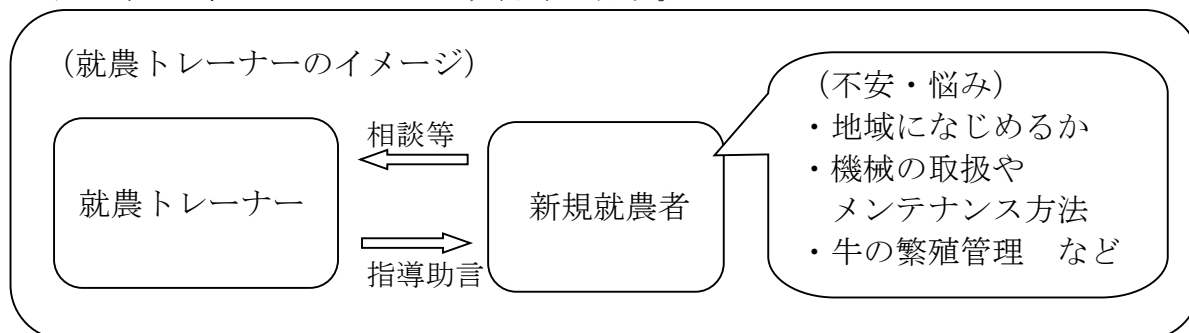 （就農トレーナーのイメージ）
就農トレーナー
相談等
指導助言
新規就農者
（不安・悩み）
・地域になじめるか
・機械の取扱や
メンテナンス方法
・牛の繁殖管理　など